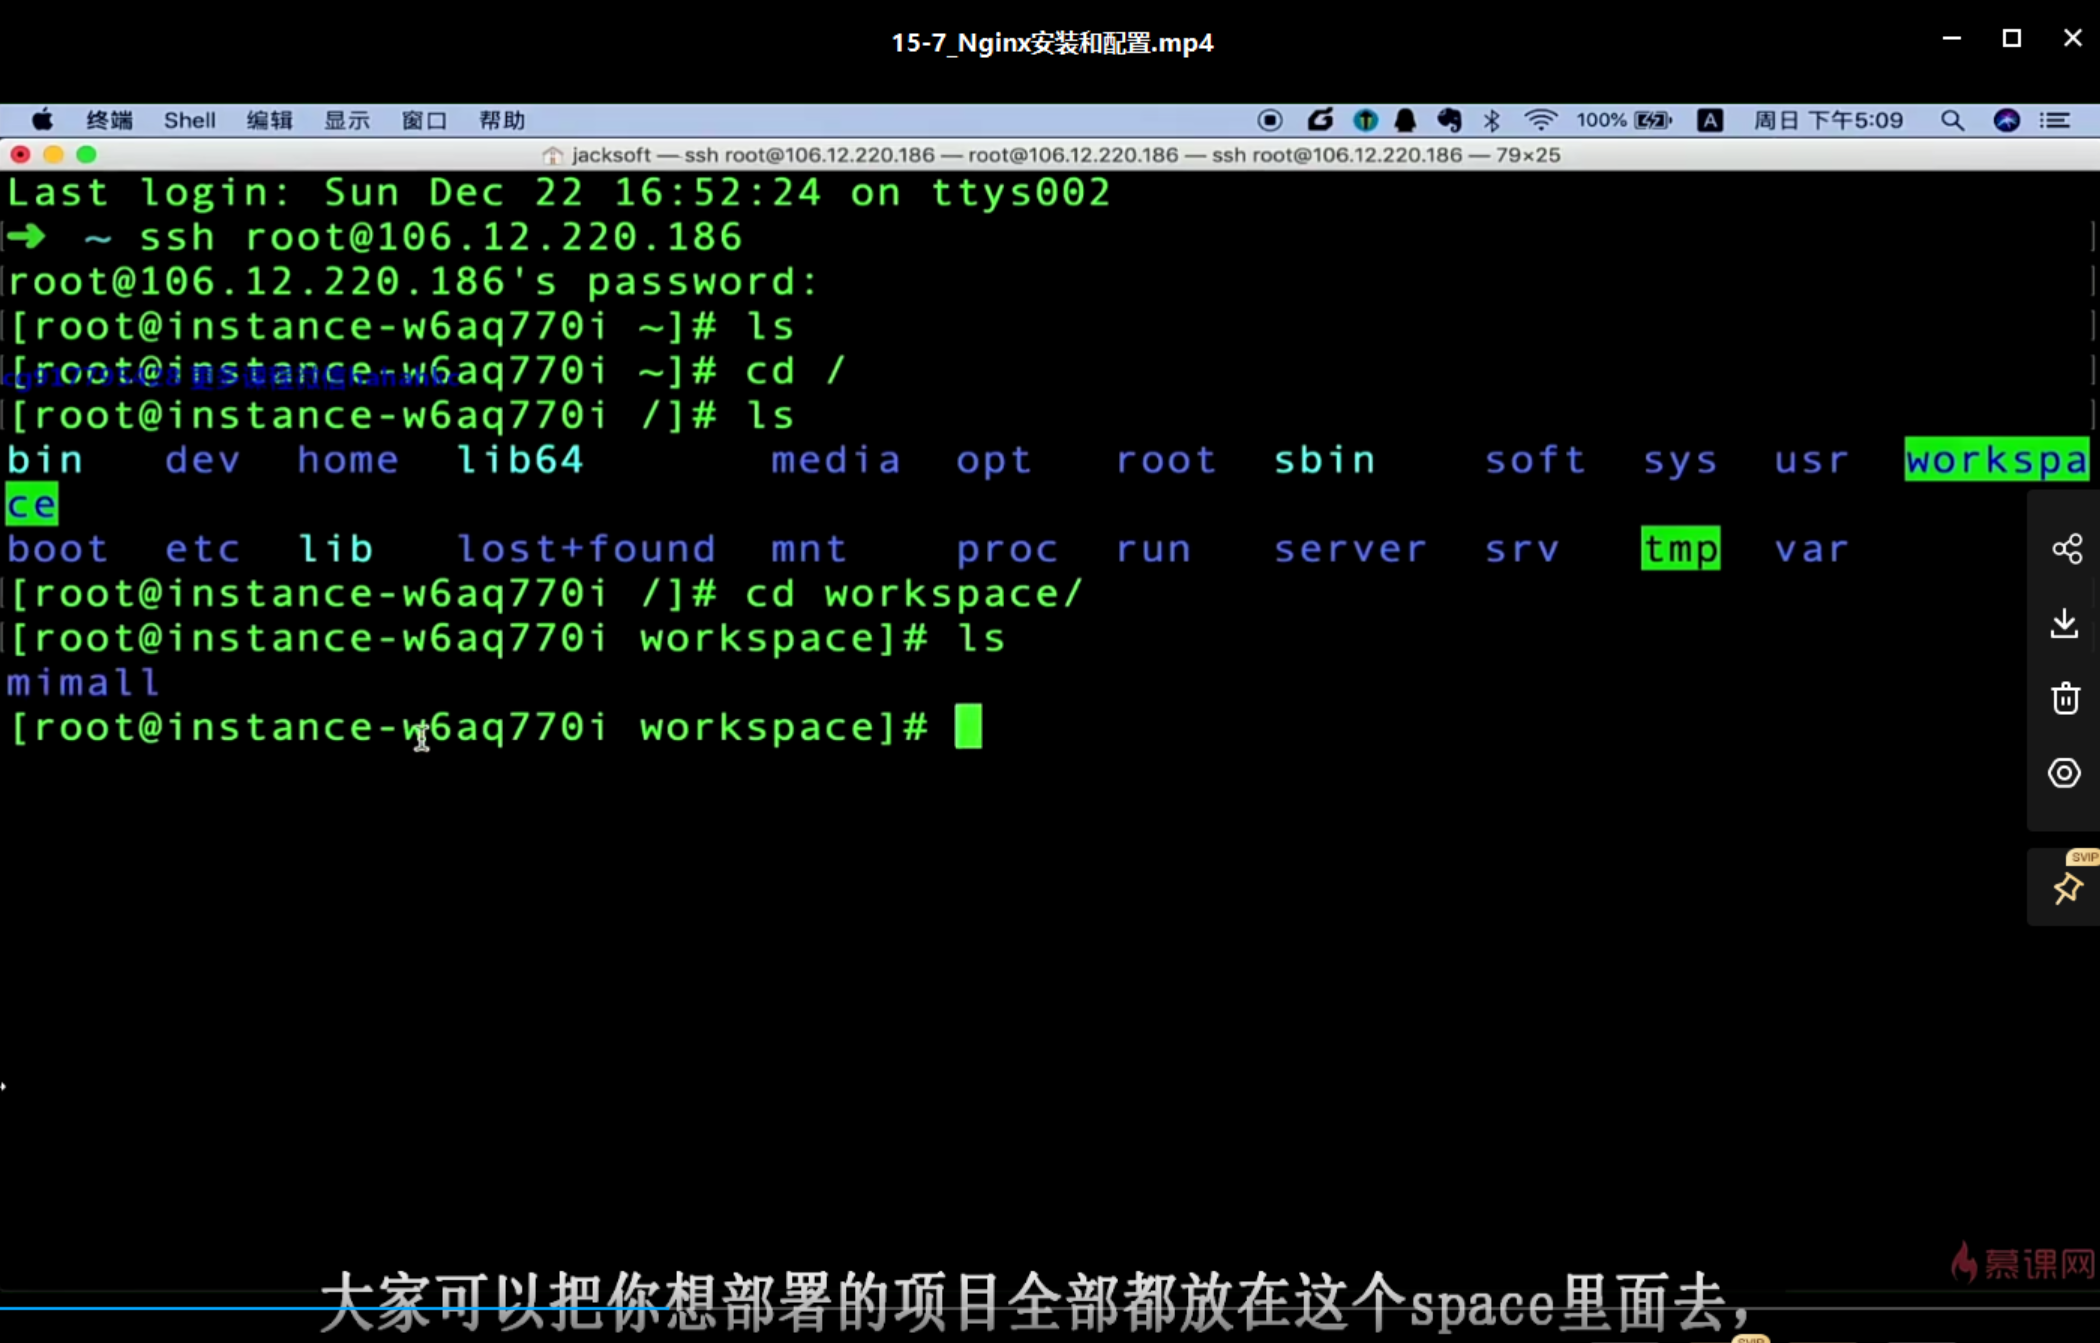 15-7_Nginx安装和配置.mp4
终端 Shell 编辑 显示 窗口 帮助 100% A 周日 下午5:09
jacksoft — ssh root@106.12.220.186 — root@106.12.220.186 — ssh root@106.12.220.186 — 79×25
Last login: Sun Dec 22 16:52:24 on ttys002
➜ ~ ssh root@106.12.220.186
root@106.12.220.186's password:
[root@instance-w6aq770i ~]# ls
[root@instance-w6aq770i ~]# cd /
[root@instance-w6aq770i /]# ls
bin dev home lib64 media opt root sbin soft sys usr workspa
ce
boot etc lib lost+found mnt proc run server srv tmp var
[root@instance-w6aq770i /]# cd workspace/
[root@instance-w6aq770i workspace]# ls
mimall
[root@instance-w6aq770i workspace]#
SVIP
慕课网
大家可以把你想部署的项目全部都放在这个space里面去，
SVIP